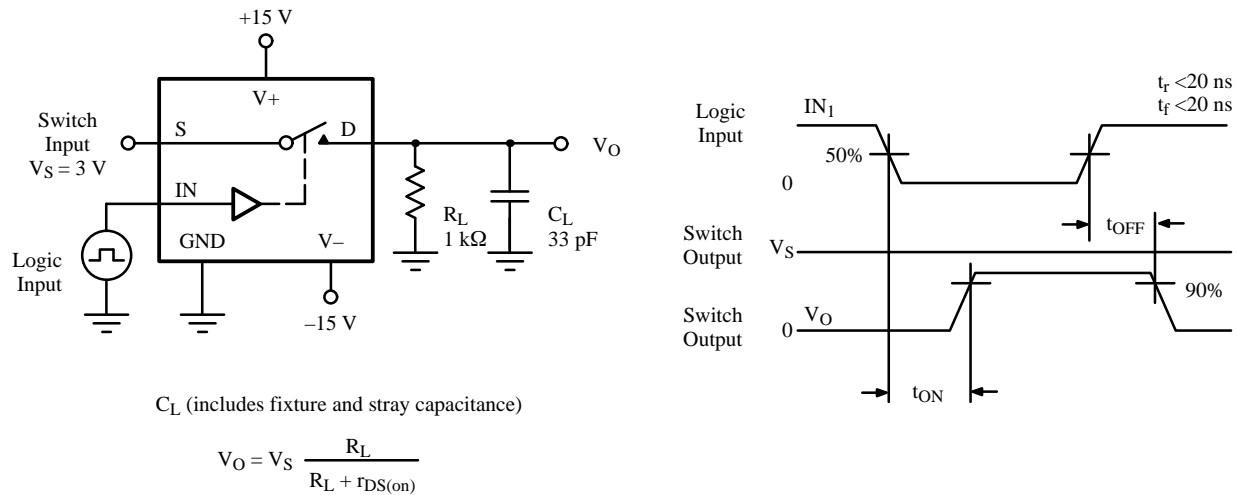 +15 V
V+
Switch
Input
V_S = 3 V
S
D
V_O
IN
R_L
1 kΩ
C_L
33 pF
GND
V–
Logic
Input
–15 V
C_L (includes fixture and stray capacitance)
V_O = V_S R_L / R_L + r_DS(on)
Logic
Input
IN_1
t_r <20 ns
t_f <20 ns
50%
0
t_OFF
Switch
Output
V_S
90%
Switch
Output
0
V_O
t_ON